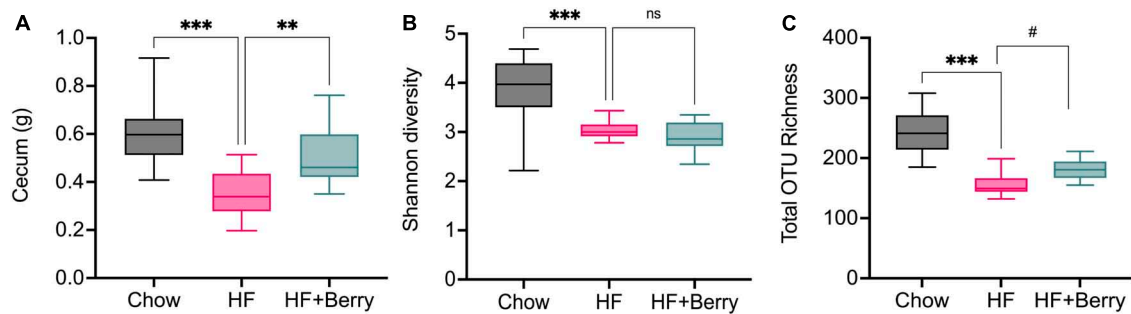 A
*** **
Cecum (g)
1.0
0.8
0.6
0.4
0.2
0.0
Chow HF HF+Berry
B
*** ns
Shannon diversity
5
4
3
2
1
0
Chow HF HF+Berry
C
#
***
Total OTU Richness
400
300
200
100
0
Chow HF HF+Berry